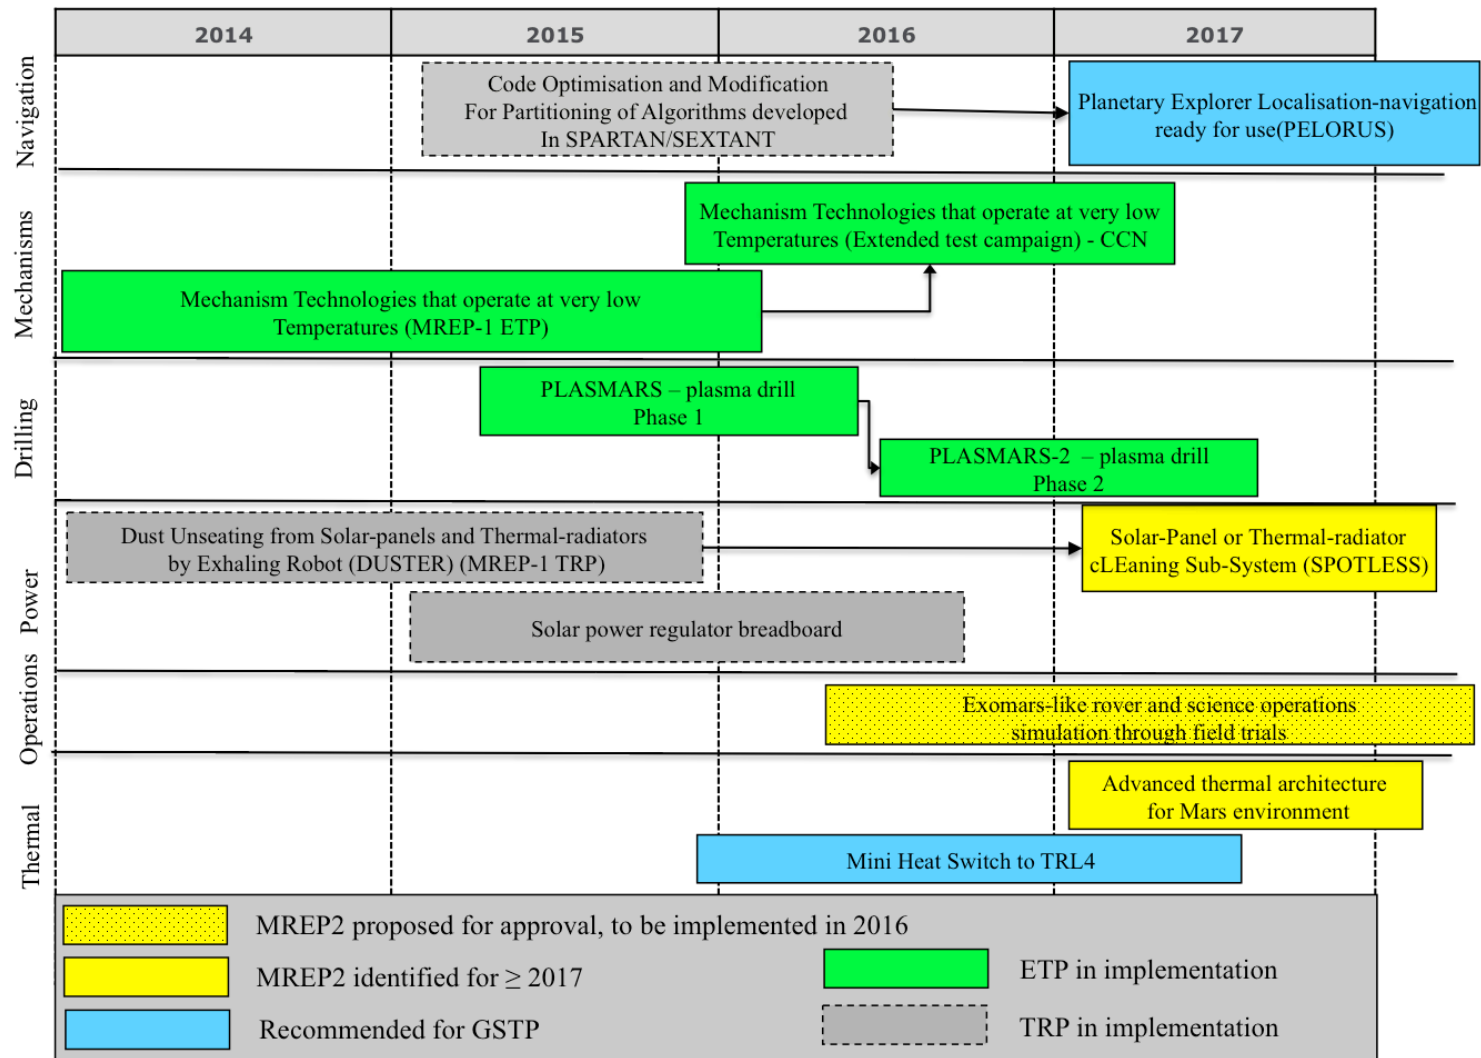 2014 2015 2016 2017
Navigation
Code Optimisation and Modification
For Partitioning of Algorithms developed
In SPARTAN/SEXTANT
Planetary Explorer Localisation-navigation
ready for use(PELORUS)
Mechanisms
Mechanism Technologies that operate at very low
Temperatures (Extended test campaign) - CCN
Mechanism Technologies that operate at very low
Temperatures (MREP-1 ETP)
Drilling
PLASMARS – plasma drill
Phase 1
PLASMARS-2 – plasma drill
Phase 2
Power
Dust Unseating from Solar-panels and Thermal-radiators
by Exhaling Robot (DUSTER) (MREP-1 TRP)
Solar-Panel or Thermal-radiator
cLEaning Sub-System (SPOTLESS)
Solar power regulator breadboard
Operations
Exomars-like rover and science operations
simulation through field trials
Thermal
Advanced thermal architecture
for Mars environment
Mini Heat Switch to TRL4
MREP2 proposed for approval, to be implemented in 2016
MREP2 identified for ≥ 2017
Recommended for GSTP
ETP in implementation
TRP in implementation